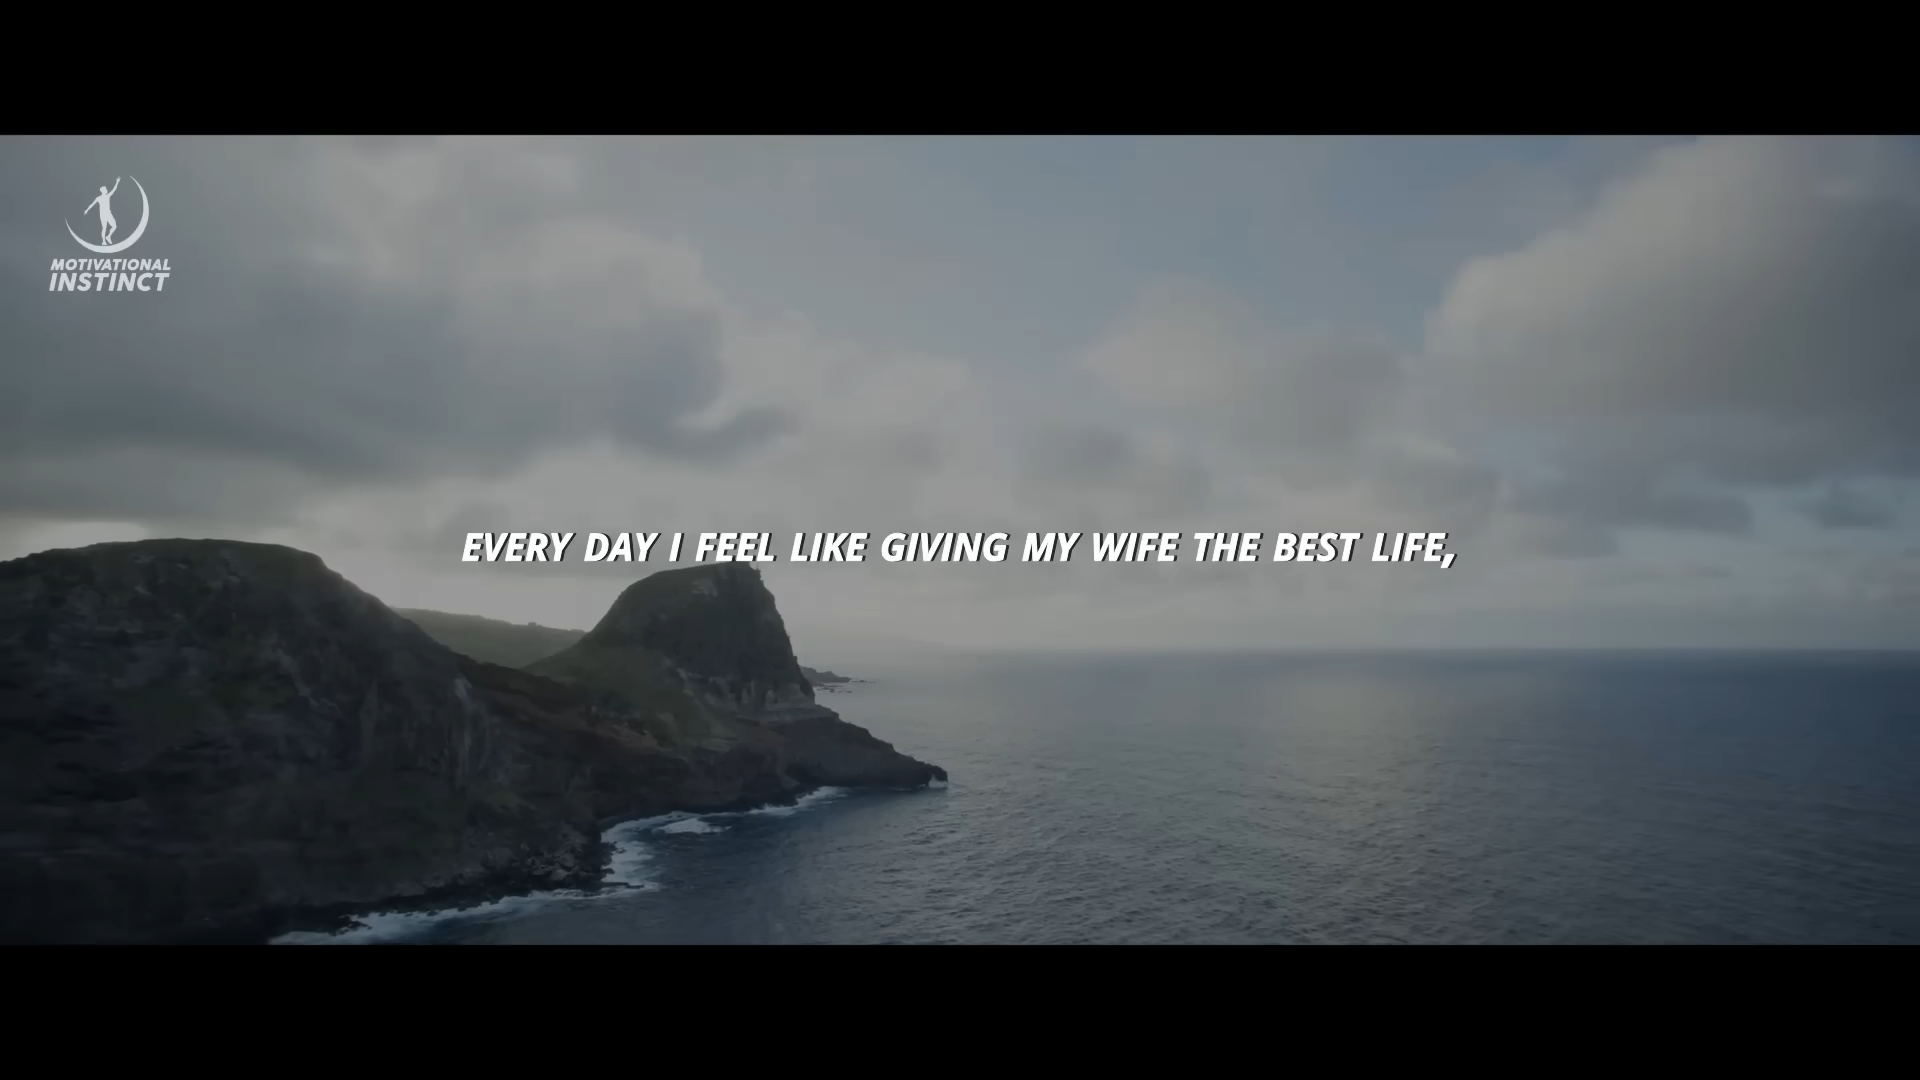 MOTIVATIONAL
INSTINCT
EVERY DAY I FEEL LIKE GIVING MY WIFE THE BEST LIFE,